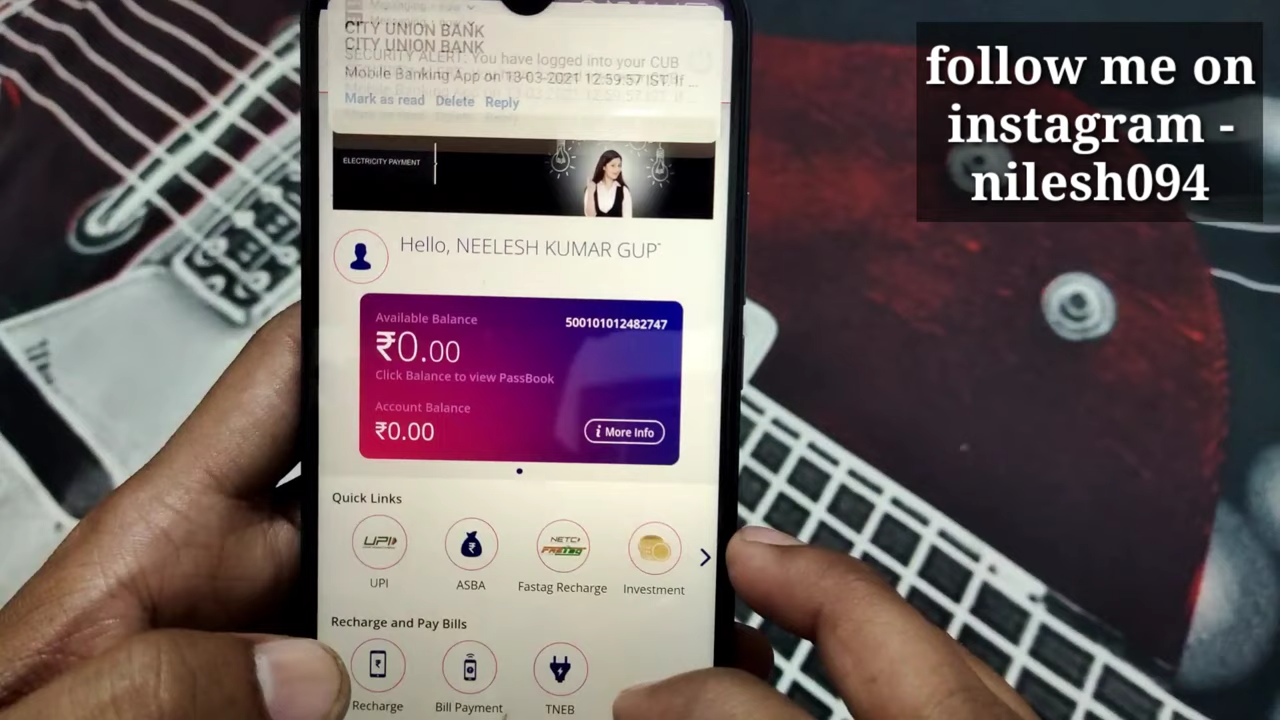 CITY UNION BANK
CITY UNION BANK
SECURITY ALERT: You have logged into your CUB
Mobile Banking App on 13-03-2021 12:59:57 IST. If ...
Mark as read Delete Reply
ELECTRICITY PAYMENT
Hello, NEELESH KUMAR GUP
Available Balance
500101012482747
₹0.00
Click Balance to view PassBook
Account Balance
₹0.00
i More Info
Quick Links
UPI
NETC
FASTag
UPI
ASBA
Fastag Recharge
Investment
Recharge and Pay Bills
Recharge
Bill Payment
TNEB
follow me on
instagram -
nilesh094